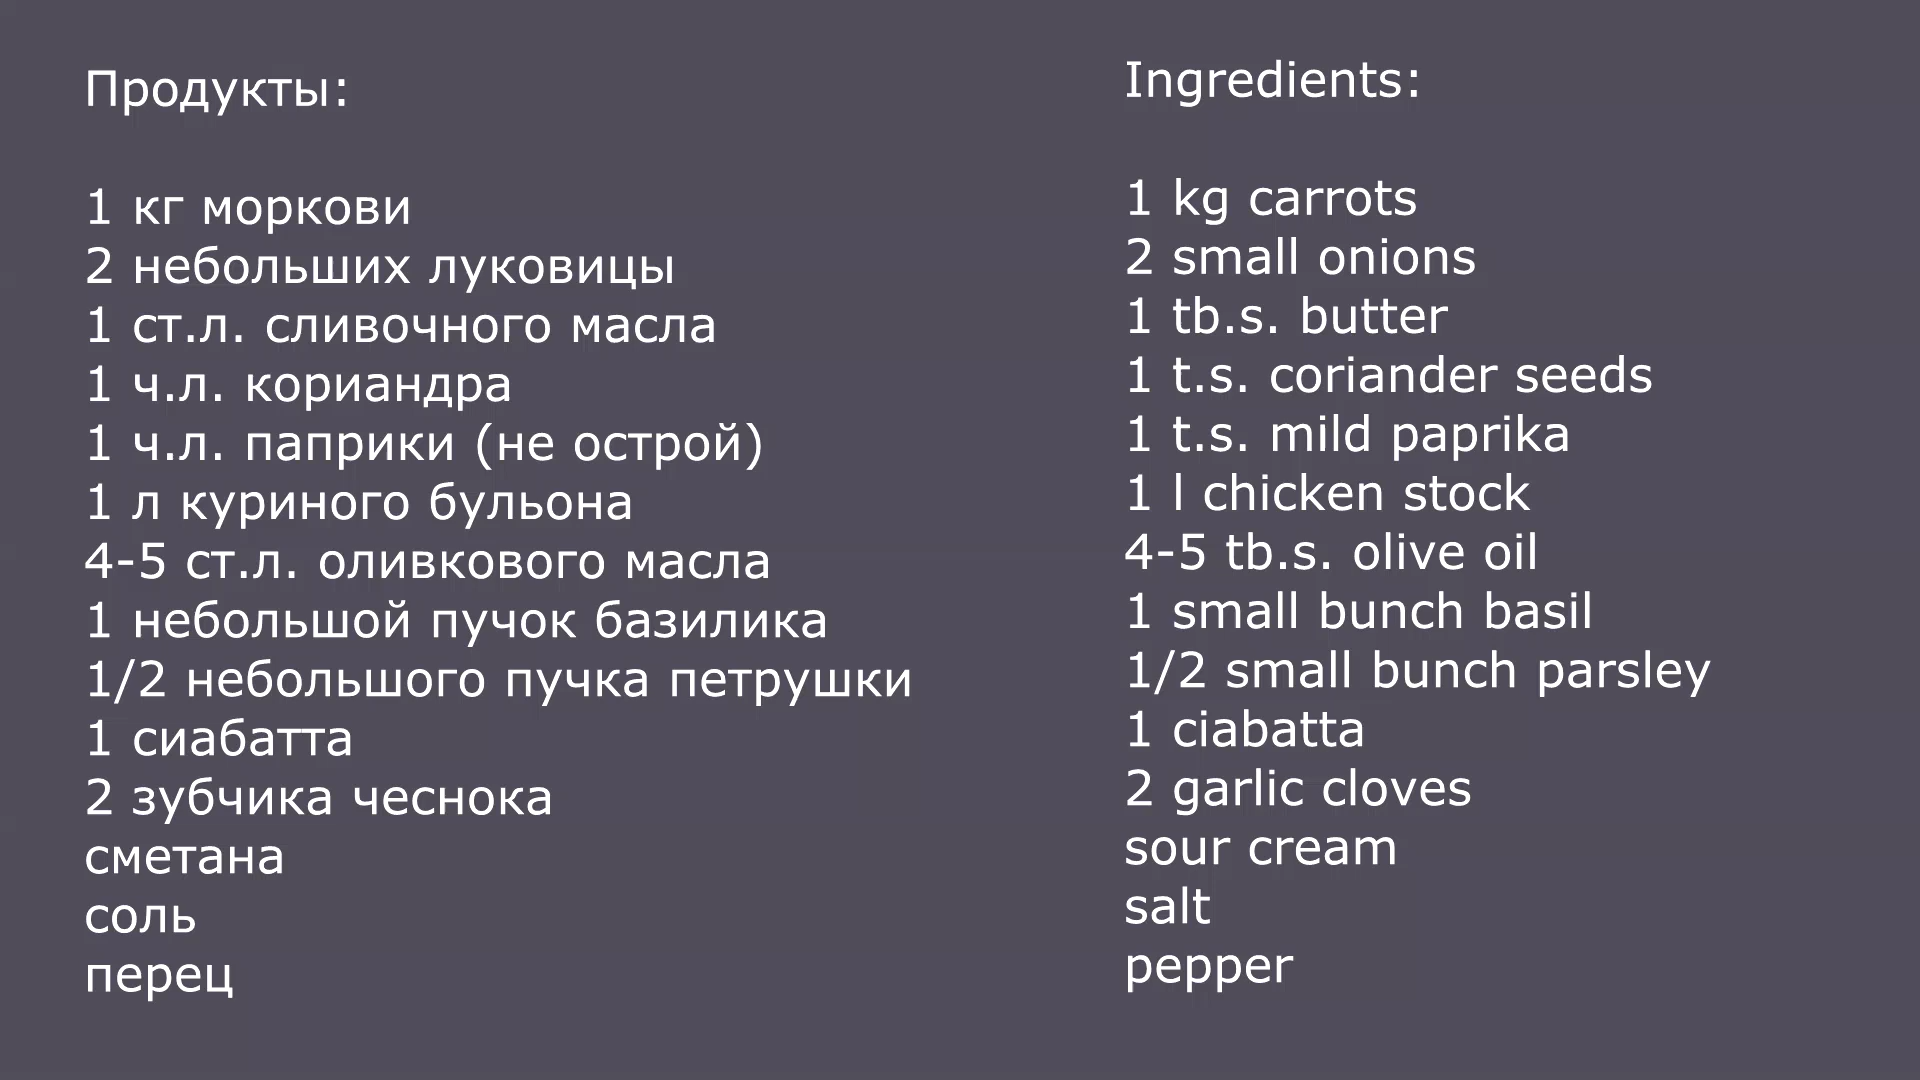 Продукты:
1 кг моркови
2 небольших луковицы
1 ст.л. сливочного масла
1 ч.л. кориандра
1 ч.л. паприки (не острой)
1 л куриного бульона
4-5 ст.л. оливкового масла
1 небольшой пучок базилика
1/2 небольшого пучка петрушки
1 сиабатта
2 зубчика чеснока
сметана
соль
перец
Ingredients:
1 kg carrots
2 small onions
1 tb.s. butter
1 t.s. coriander seeds
1 t.s. mild paprika
1 l chicken stock
4-5 tb.s. olive oil
1 small bunch basil
1/2 small bunch parsley
1 ciabatta
2 garlic cloves
sour cream
salt
pepper